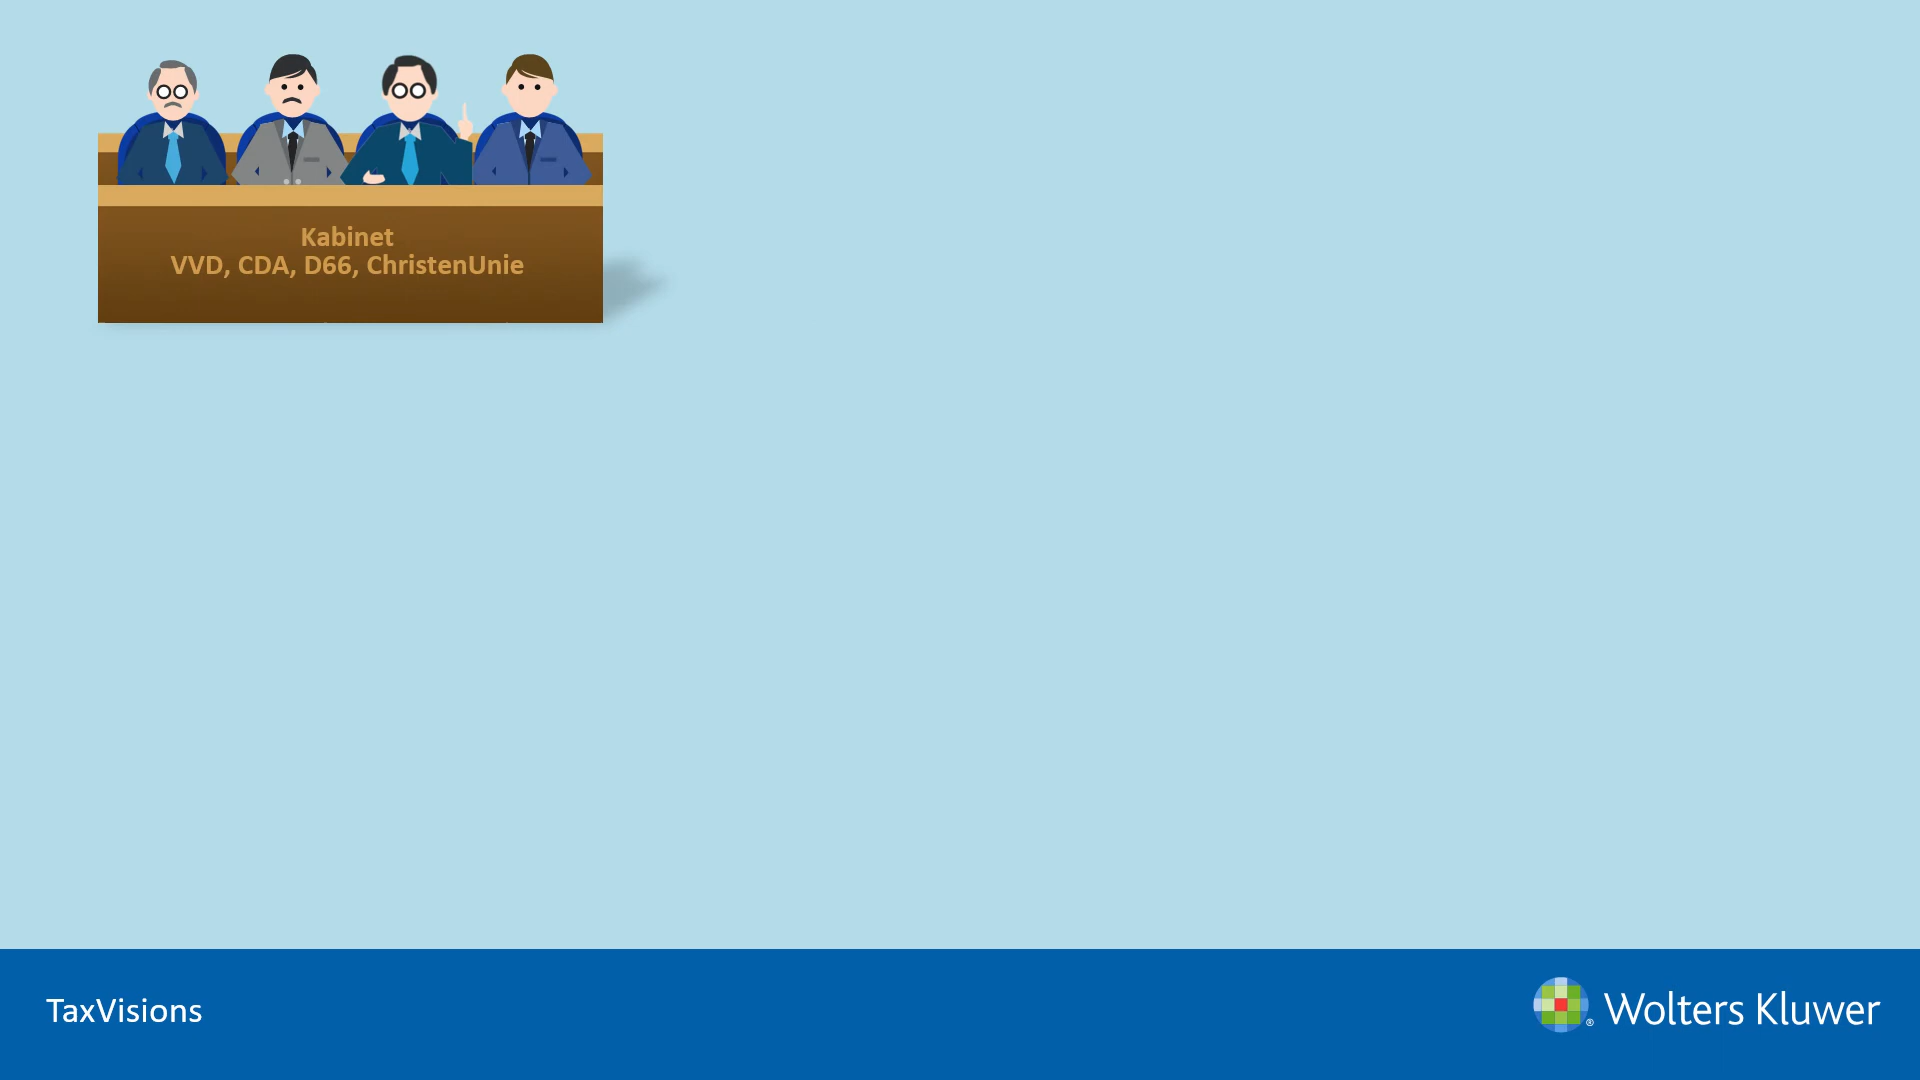 Kabinet
VVD, CDA, D66, ChristenUnie
TaxVisions
® Wolters Kluwer